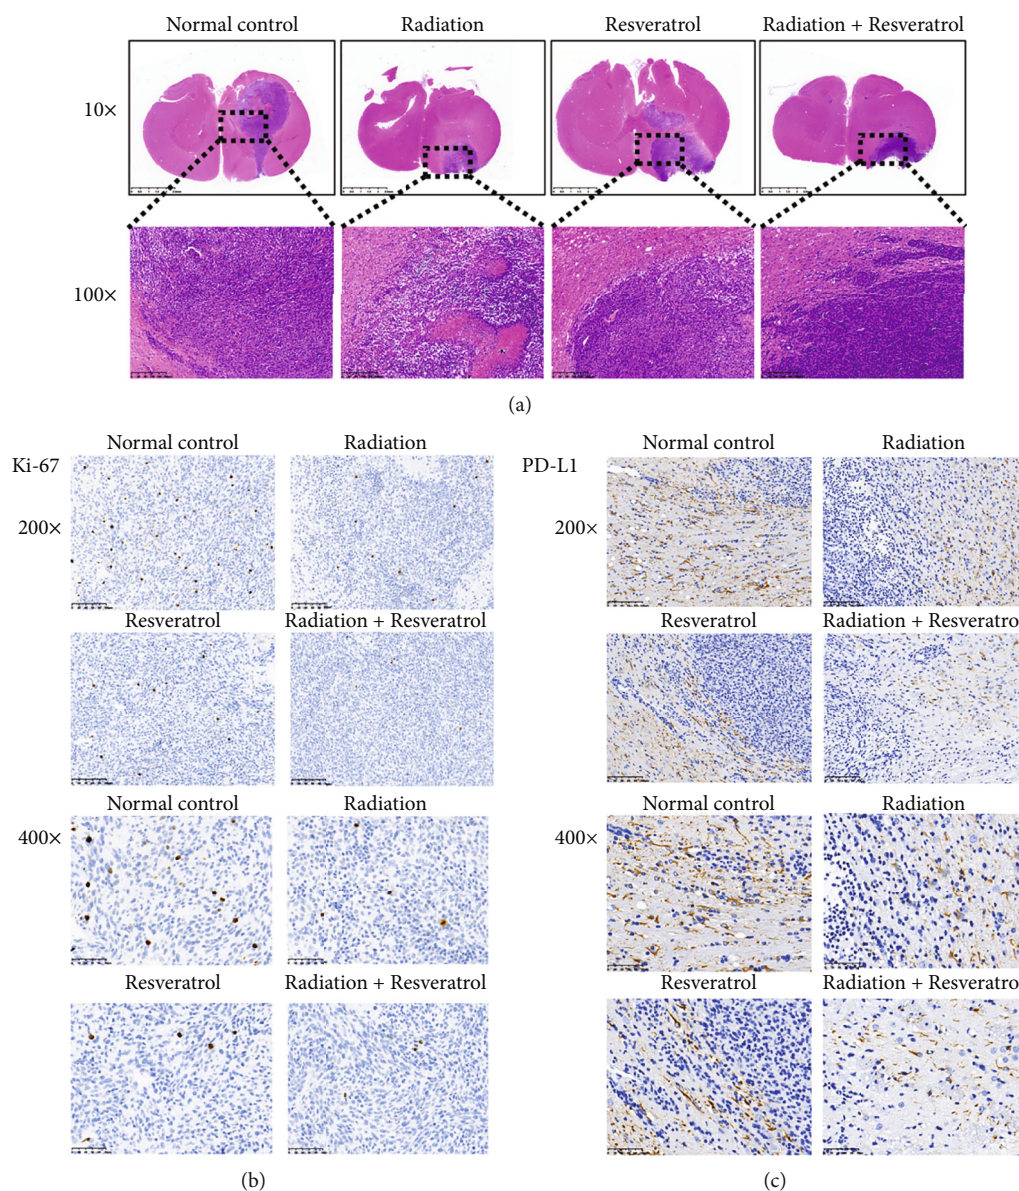 Normal control Radiation Resveratrol Radiation + Resveratrol
10×
100×
(a)
Normal control Radiation
Ki-67
200×
Resveratrol Radiation + Resveratrol
Normal control Radiation
400×
Resveratrol Radiation + Resveratrol
(b)
Normal control Radiation
PD-L1
200×
Resveratrol Radiation + Resveratrol
Normal control Radiation
400×
Resveratrol Radiation + Resveratrol
(c)